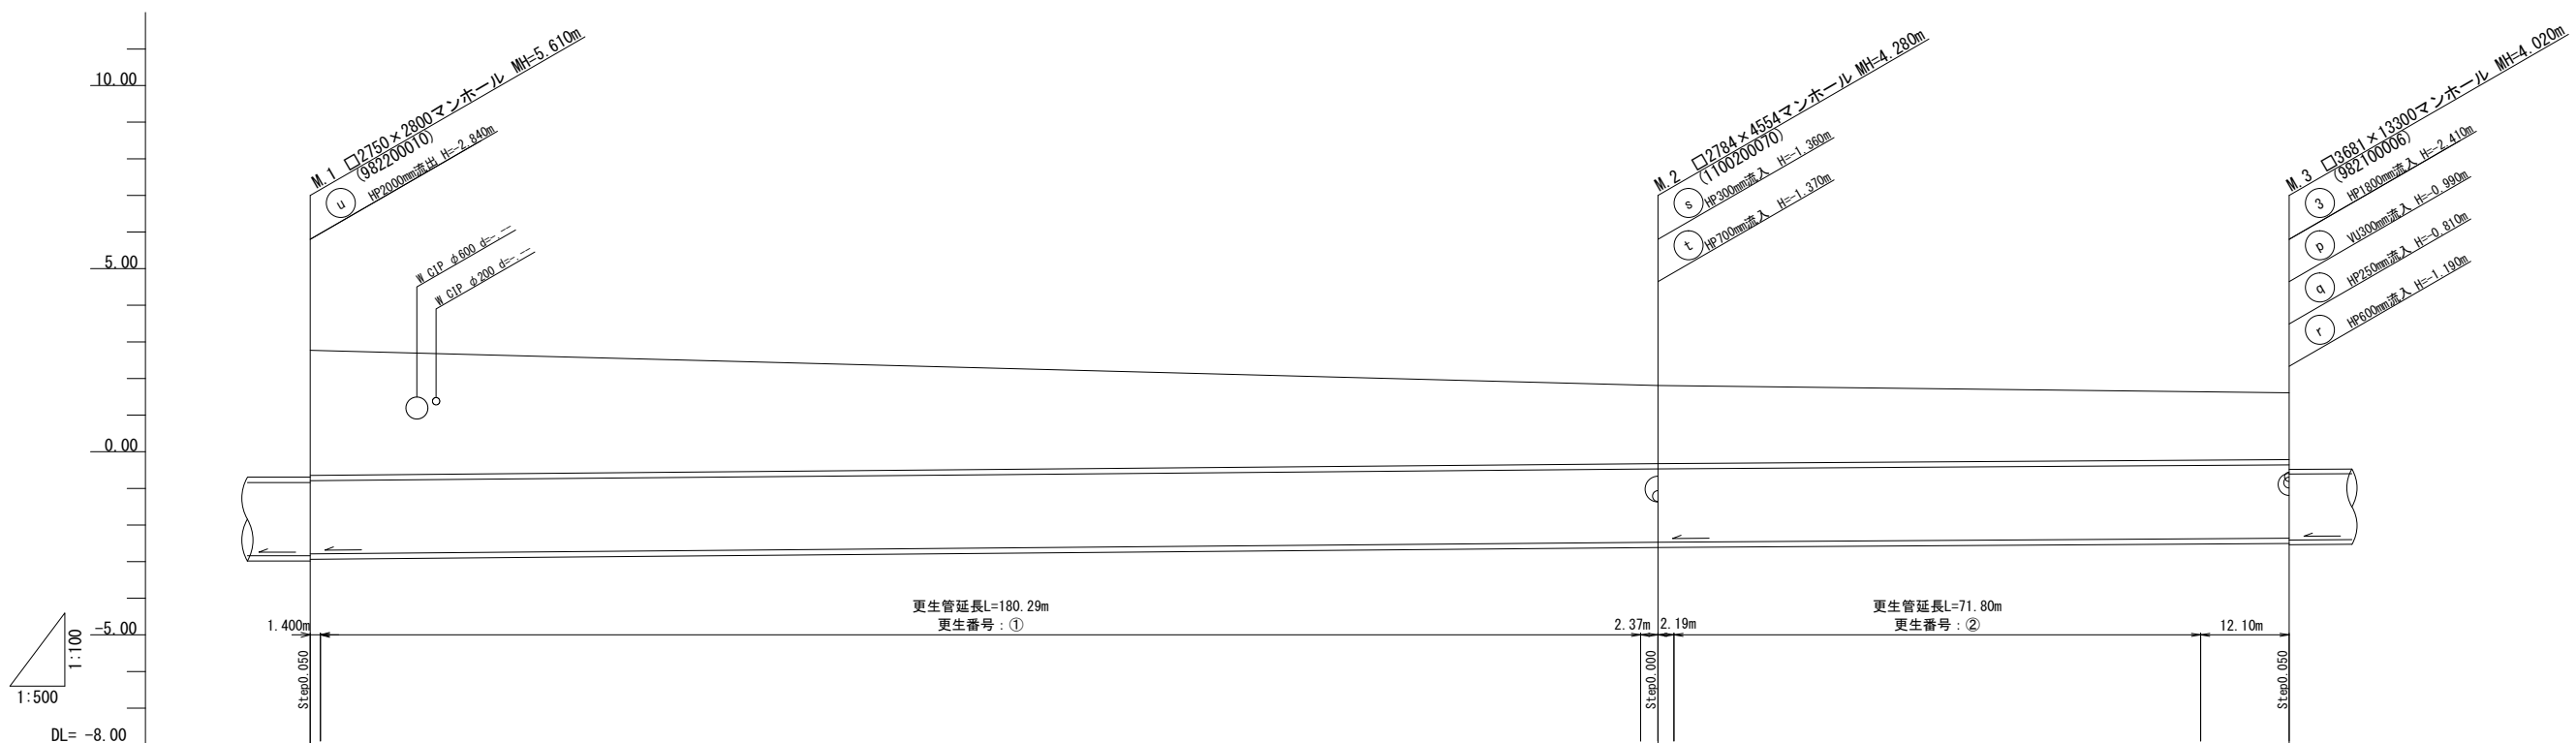 10.00
5.00
0.00
-5.00
DL= -8.00
1:100
1:500
M.1 □2750×2800マンホール MH=5.610m
(982200010)
u HP2000mm流出 H=-2.840m
W CIP φ600 d=-.--
W CIP φ200 d=-.--
M.2 □2784×4554マンホール MH=4.280m
(1100200070)
s HP300mm流入 H=-1.360m
t HP700mm流入 H=-1.370m
M.3 □3681×13300マンホール MH=4.020m
(982100006)
3 HP1800mm流入 H=-2.410m
p VU300mm流入 H=-0.990m
q HP250mm流入 H=-0.810m
r HP600mm流入 H=-1.190m
1.400m
更生管延長L=180.29m
更生番号：①
2.37m
2.19m
更生管延長L=71.80m
更生番号：②
12.10m
Step0.050
Step0.000
Step0.050